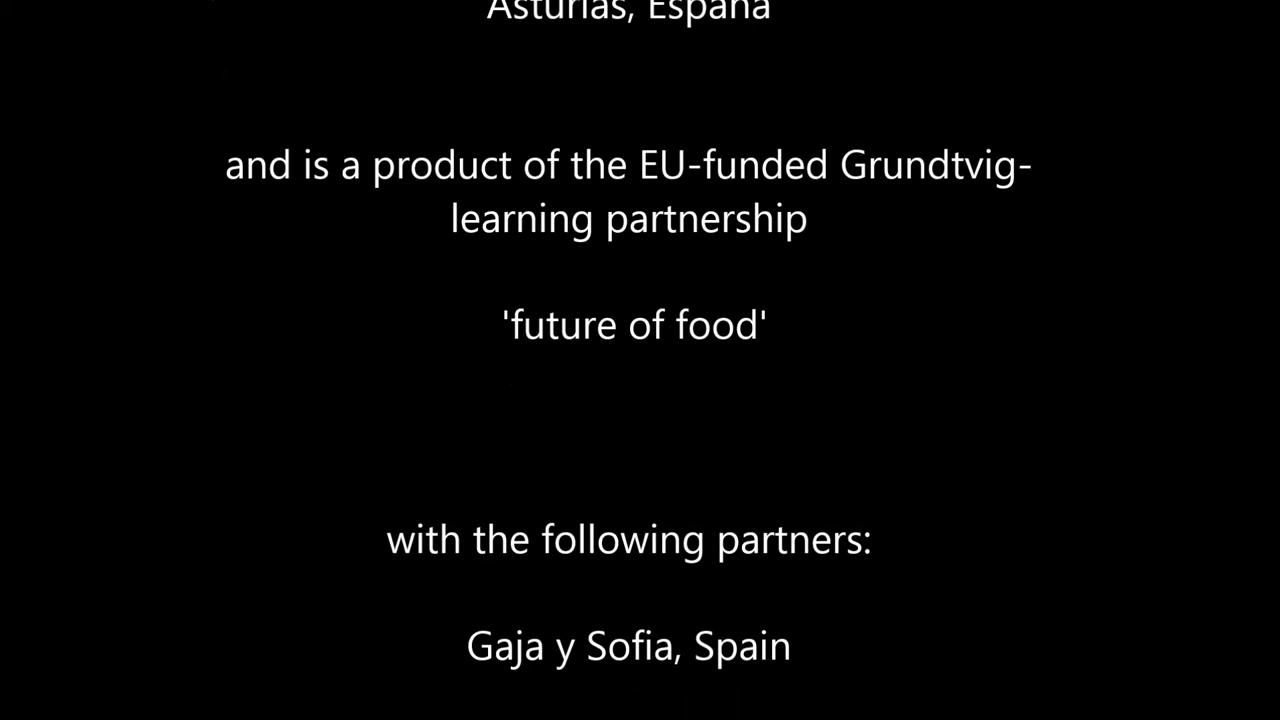 Asturias, España
and is a product of the EU-funded Grundtvig-
learning partnership
'future of food'
with the following partners:
Gaja y Sofia, Spain